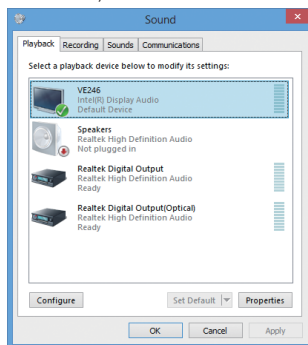 Sound
Playback Recording Sounds Communications
Select a playback device below to modify its settings:
VE246
Intel(R) Display Audio
Default Device
Speakers
Realtek High Definition Audio
Not plugged in
Realtek Digital Output
Realtek High Definition Audio
Ready
Realtek Digital Output(Optical)
Realtek High Definition Audio
Ready
Configure Set Default Properties
OK Cancel Apply